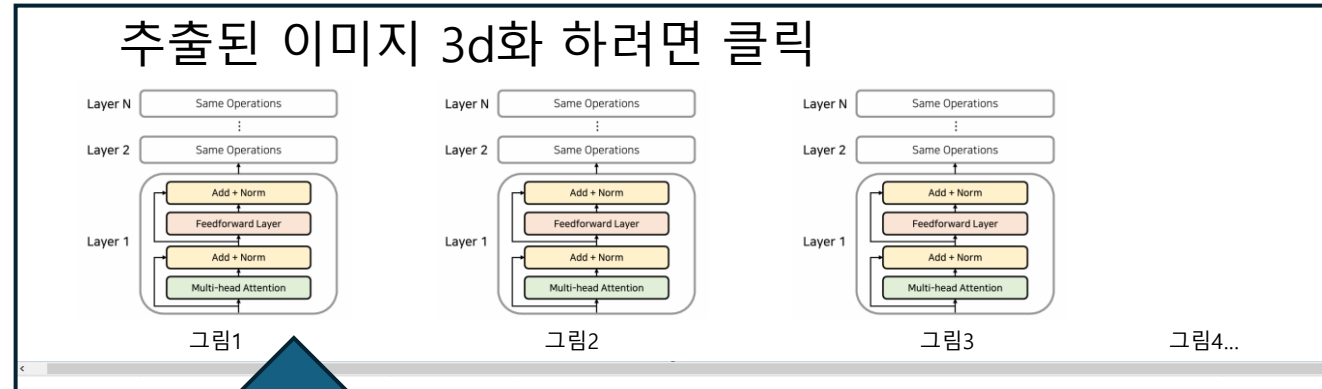 추출된 이미지 3d화 하려면 클릭
Layer N Same Operations
Layer 2 Same Operations
Add + Norm
Feedforward Layer
Layer 1
Add + Norm
Multi-head Attention
그림1
Layer N Same Operations
Layer 2 Same Operations
Add + Norm
Feedforward Layer
Layer 1
Add + Norm
Multi-head Attention
그림2
Layer N Same Operations
Layer 2 Same Operations
Add + Norm
Feedforward Layer
Layer 1
Add + Norm
Multi-head Attention
그림3
그림4...